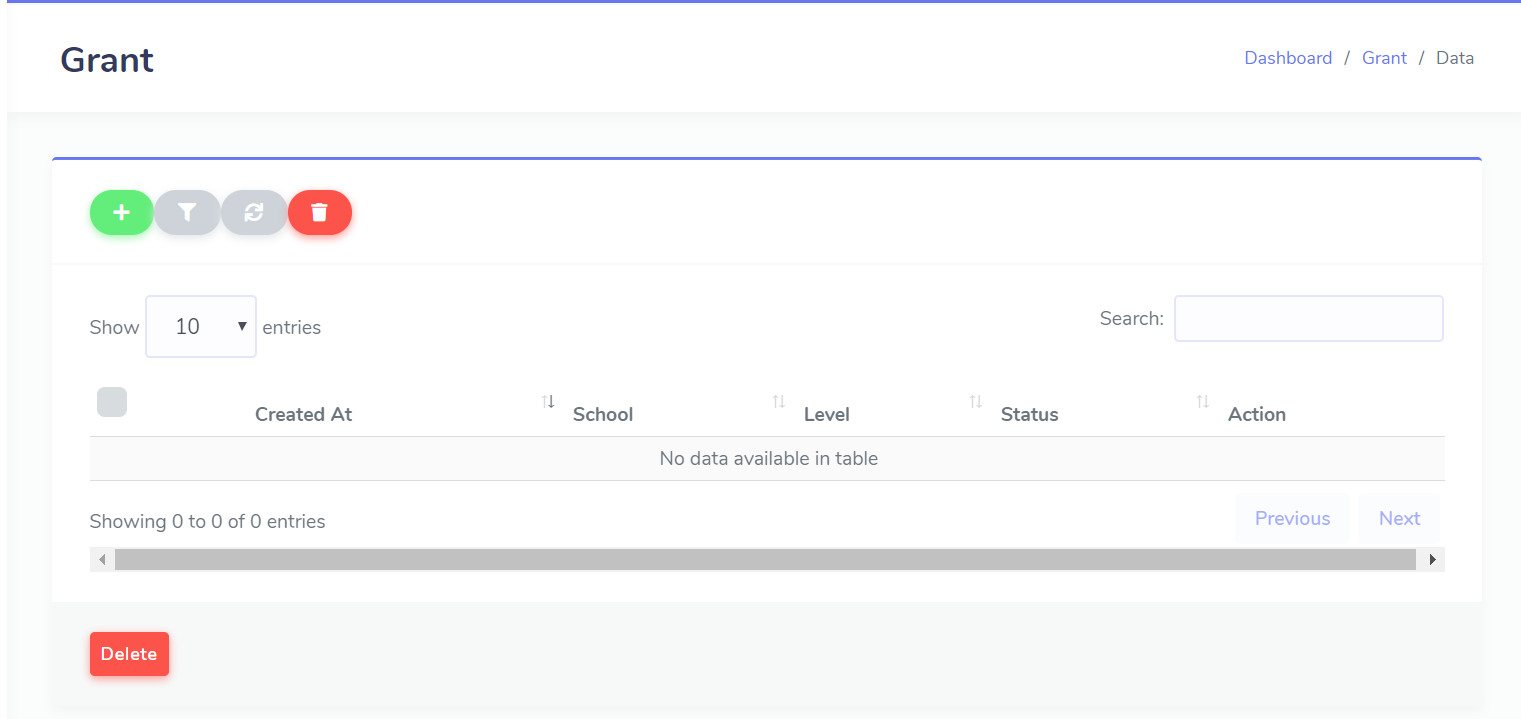 Grant
Dashboard / Grant / Data
Show 10 entries
Search:
Created At School Level Status Action
No data available in table
Showing 0 to 0 of 0 entries
Previous Next
Delete